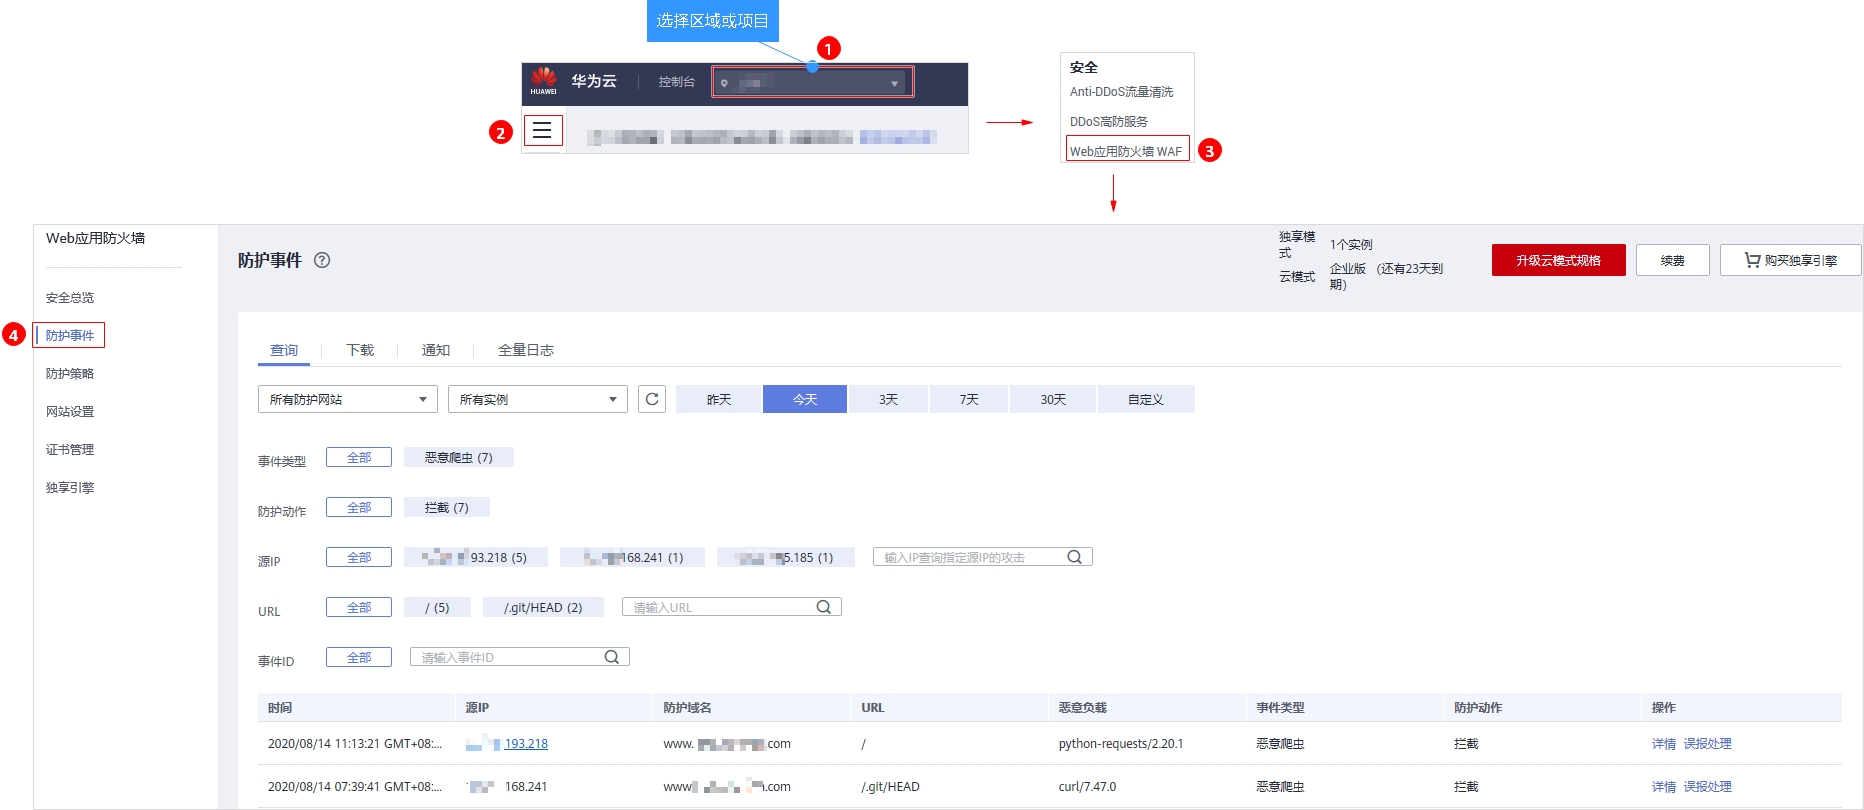 选择区域或项目
1
HUAWEI 华为云 控制台
2
安全
Anti-DDoS流量清洗
DDoS高防服务
Web应用防火墙 WAF
3
Web应用防火墙
安全总览
4
防护事件
防护策略
网站设置
证书管理
独享引擎
防护事件 ?
独享模式 1个实例
云模式 企业版 （还有23天到期）
升级云模式规格 续费 购买独享引擎
查询 下载 通知 全量日志
所有防护网站 所有实例 昨天 今天 3天 7天 30天 自定义
事件类型 全部 恶意爬虫 (7)
防护动作 全部 拦截 (7)
源IP 全部 93.218 (5) 168.241 (1) 5.185 (1) 输入IP查询指定源IP的攻击
URL 全部 / (5) /.git/HEAD (2) 请输入URL
事件ID 全部 请输入事件ID
时间 源IP 防护域名 URL 恶意负载 事件类型 防护动作 操作
2020/08/14 11:13:21 GMT+08:... 193.218 www. .com / python-requests/2.20.1 恶意爬虫 拦截 详情 误报处理
2020/08/14 07:39:41 GMT+08:... 168.241 www .com /.git/HEAD curl/7.47.0 恶意爬虫 拦截 详情 误报处理